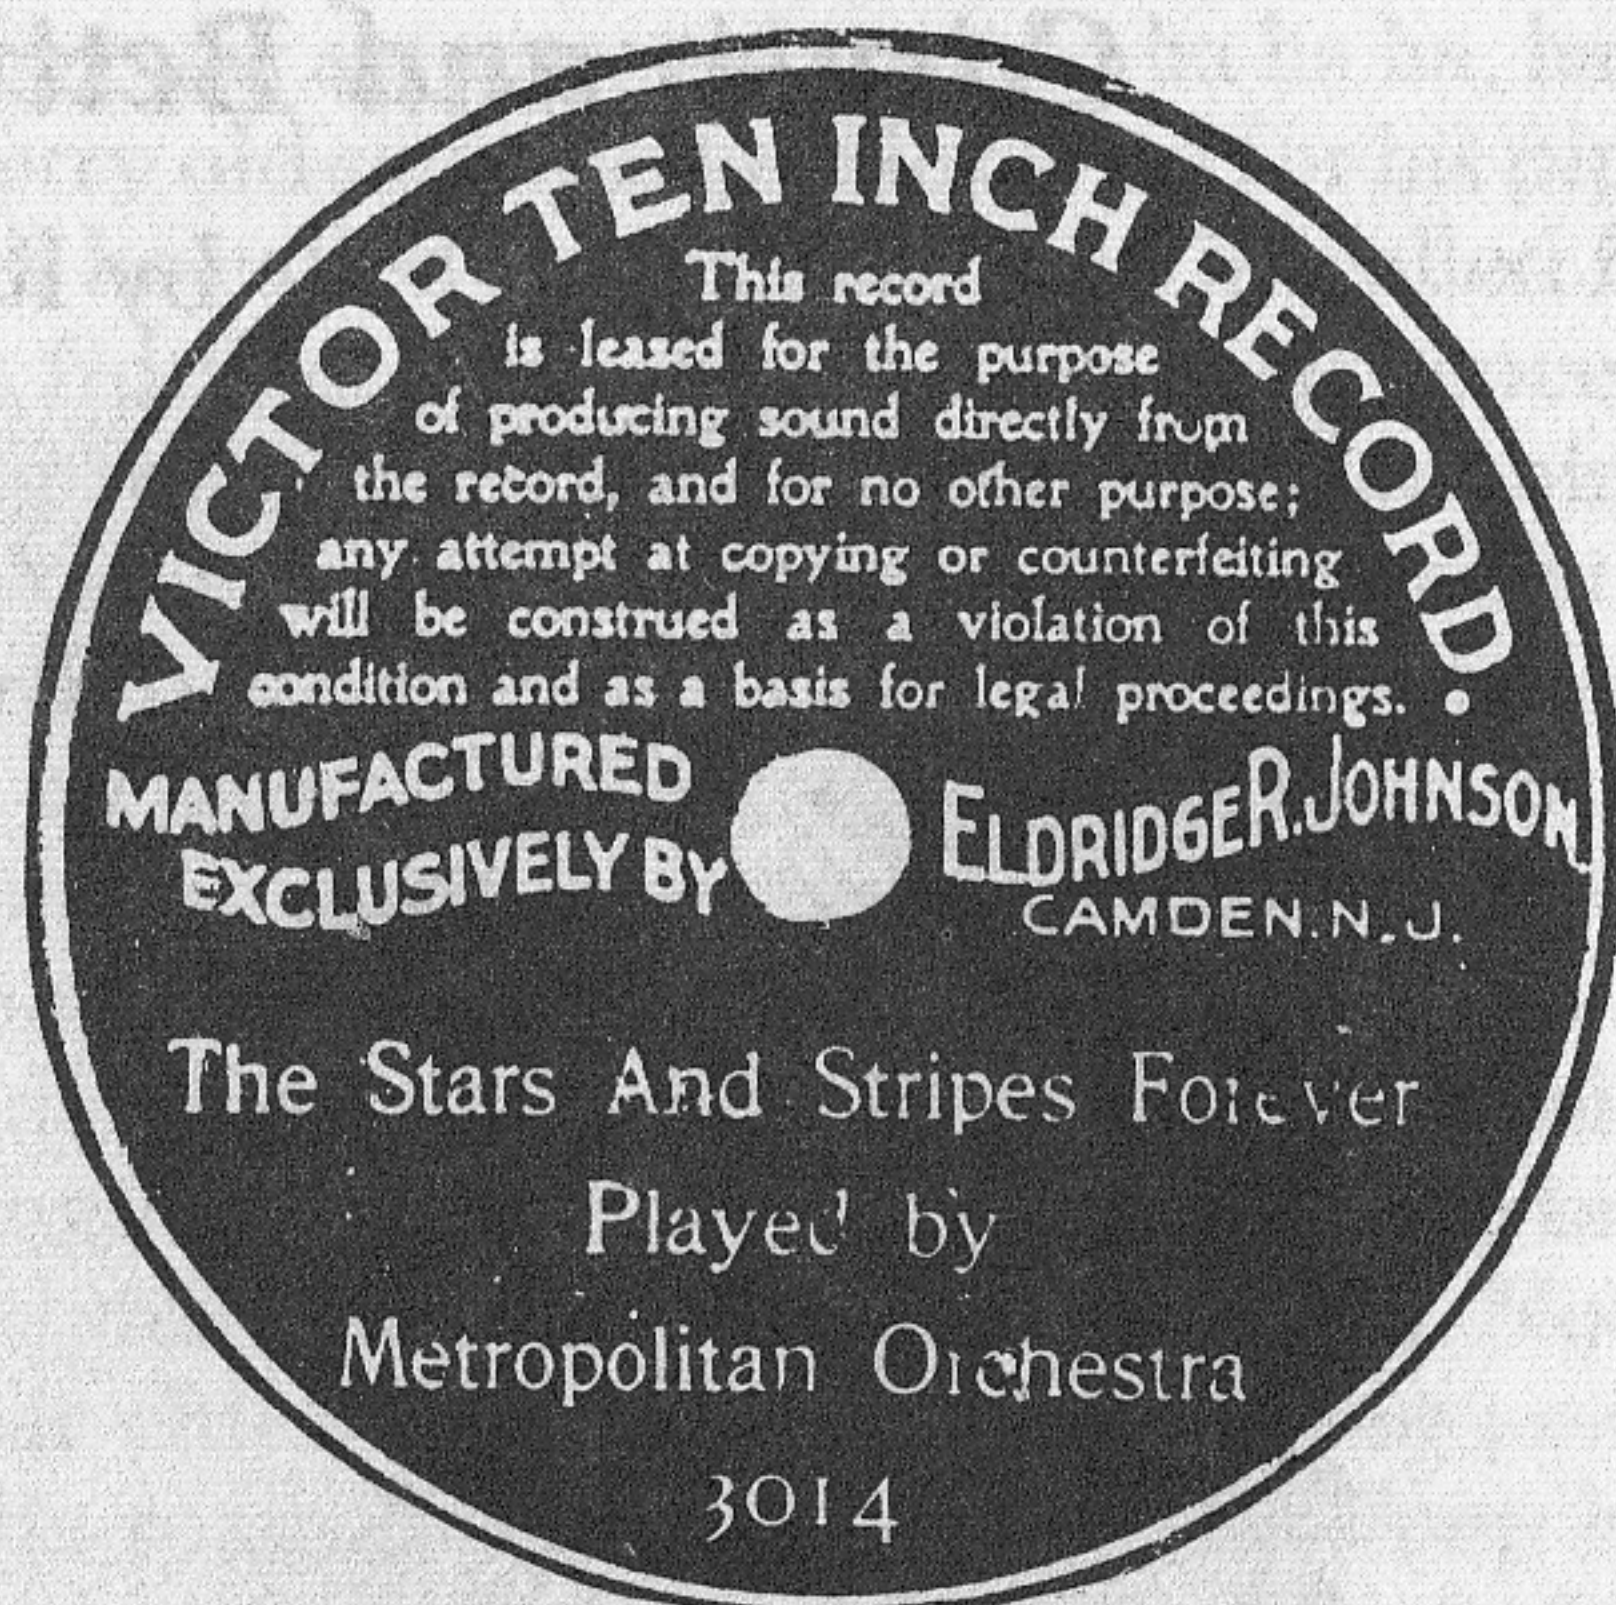 VICTOR TEN INCH RECORD.
This record
is leased for the purpose
of producing sound directly from
the record, and for no other purpose;
any attempt at copying or counterfeiting
will be construed as a violation of this
condition and as a basis for legal proceedings.
MANUFACTURED
EXCLUSIVELY BY
ELDRIDGE R. JOHNSON
CAMDEN. N.J.
The Stars And Stripes Forever
Played by
Metropolitan Orchestra
3014